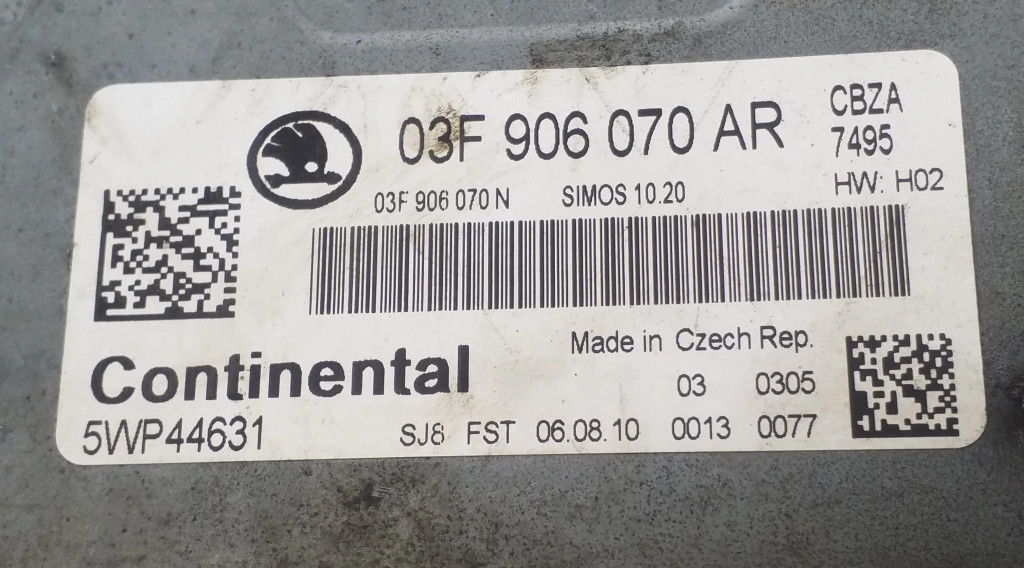 03F 906 070 AR
CBZA
7495
03F 906 070 N SIMOS 10.20
HW: H02
Made in Czech Rep.
Continental
03 0305
5WP44631
SJ8 FST 06.08.10 0013 0077